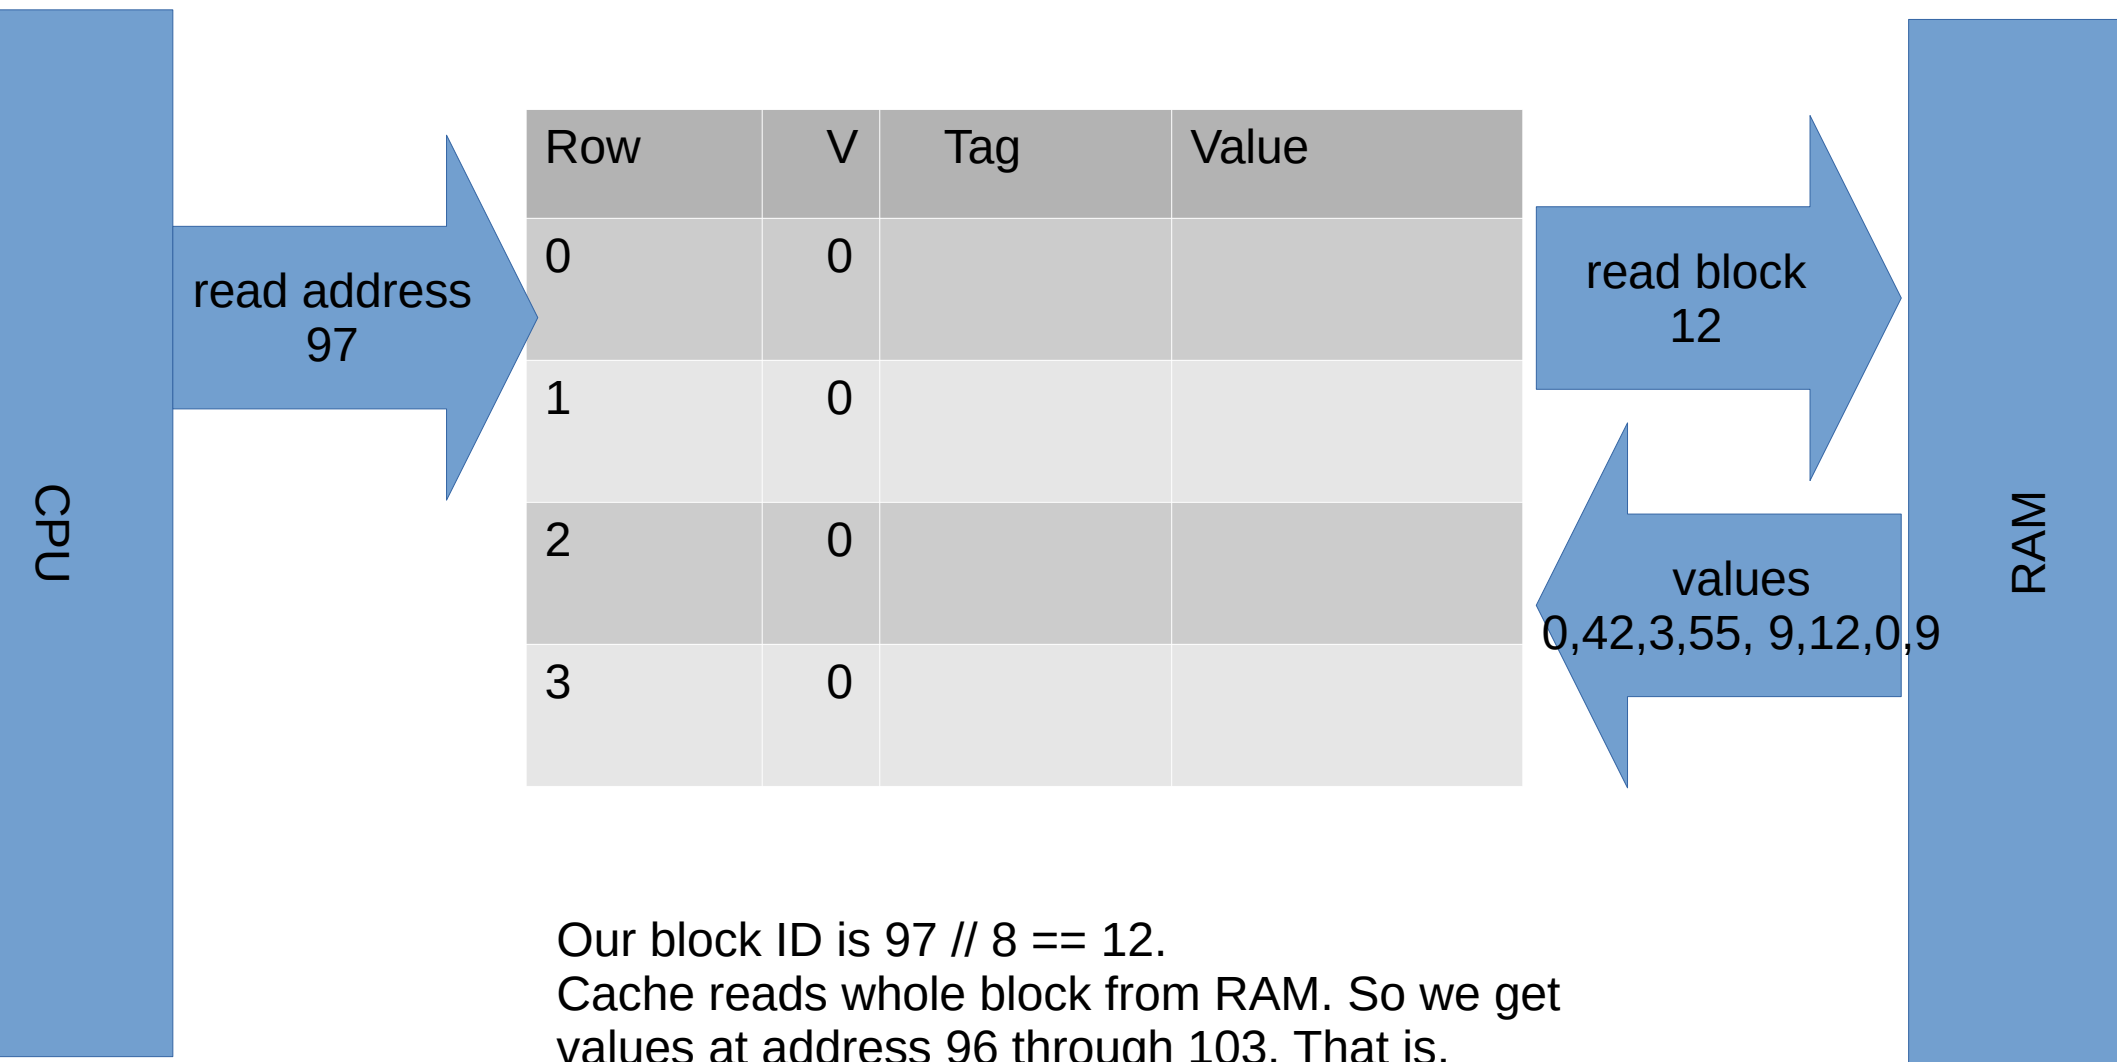 CPU
read address
97
Row V Tag Value
0 0
1 0
2 0
3 0
read block
12
values
0,42,3,55, 9,12,0,9
RAM
Our block ID is 97 // 8 == 12.
Cache reads whole block from RAM. So we get
values at address 96 through 103. That is,